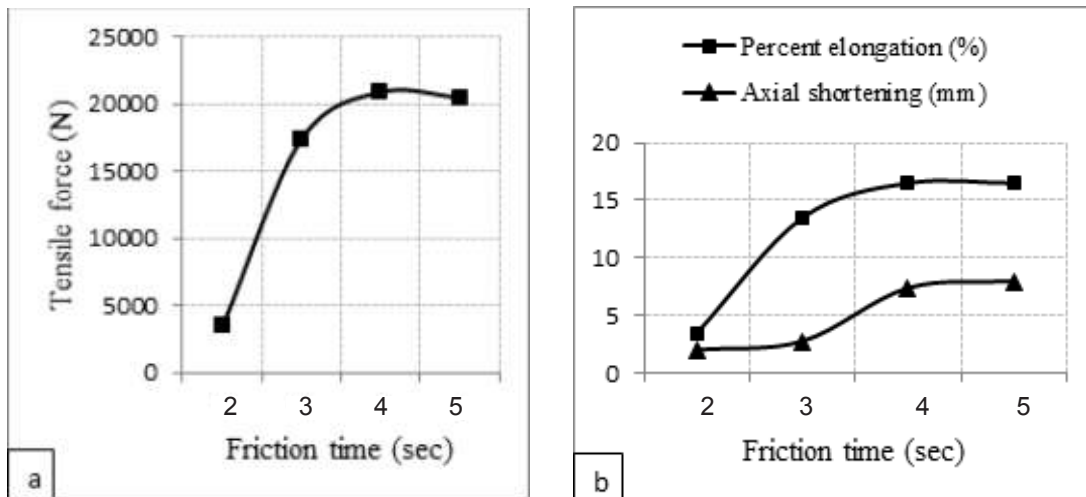 25000
20000
15000
10000
5000
0
Tensile force (N)
2 3 4 5
Friction time (sec)
a
Percent elongation (%)
Axial shortening (mm)
20
15
10
5
0
2 3 4 5
Friction time (sec)
b